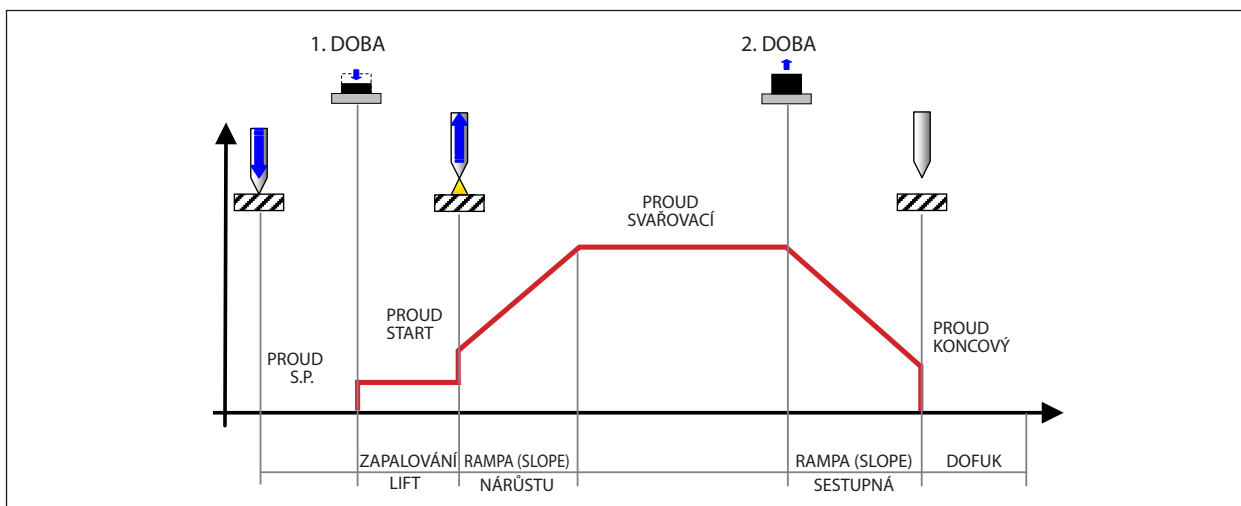 1. DOBA
2. DOBA
PROUD
SVAŘOVACÍ
PROUD
START
PROUD
KONCOVÝ
PROUD
S.P.
ZAPALOVÁNÍ
LIFT
RAMPA (SLOPE)
NÁRŮSTU
RAMPA (SLOPE)
SESTUPNÁ
DOFUK